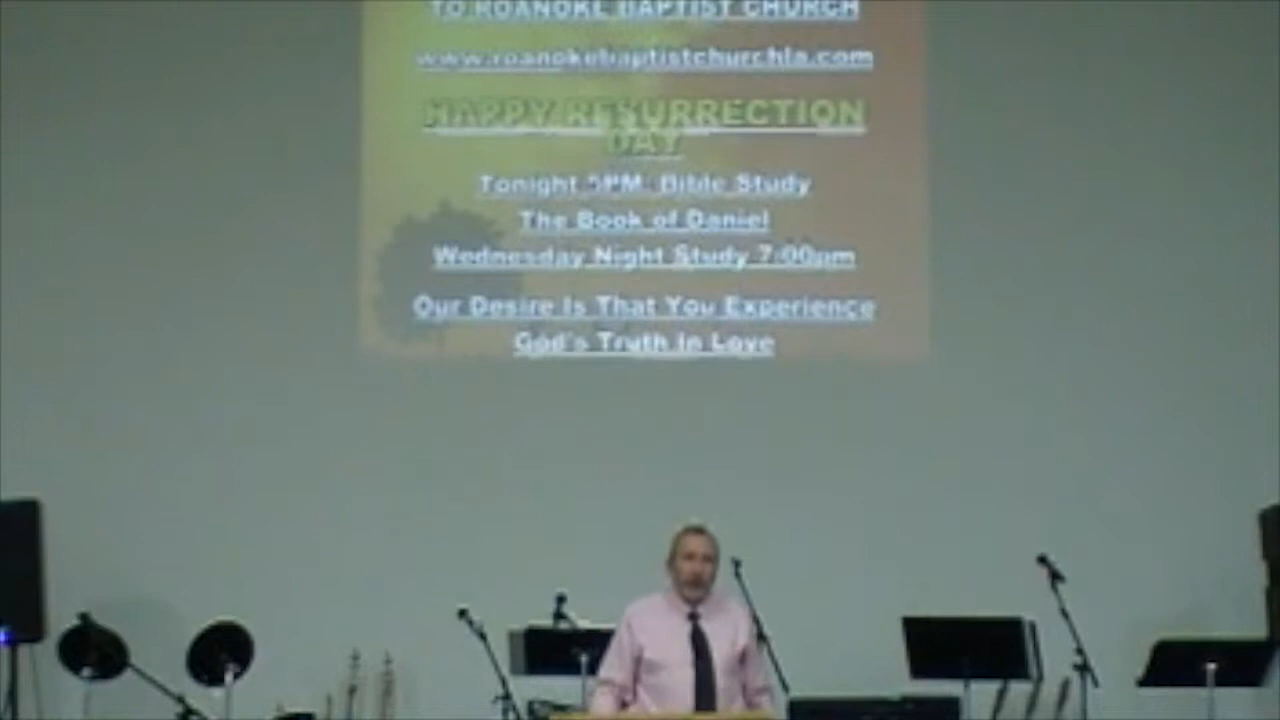 TO ROANOKE BAPTIST CHURCH
www.roanokebaptistchurchla.com
HAPPY RESURRECTION
DAY
Tonight 5PM Bible Study
The Book of Daniel
Wednesday Night Study 7:00pm
Our Desire Is That You Experience
God's Truth In Love